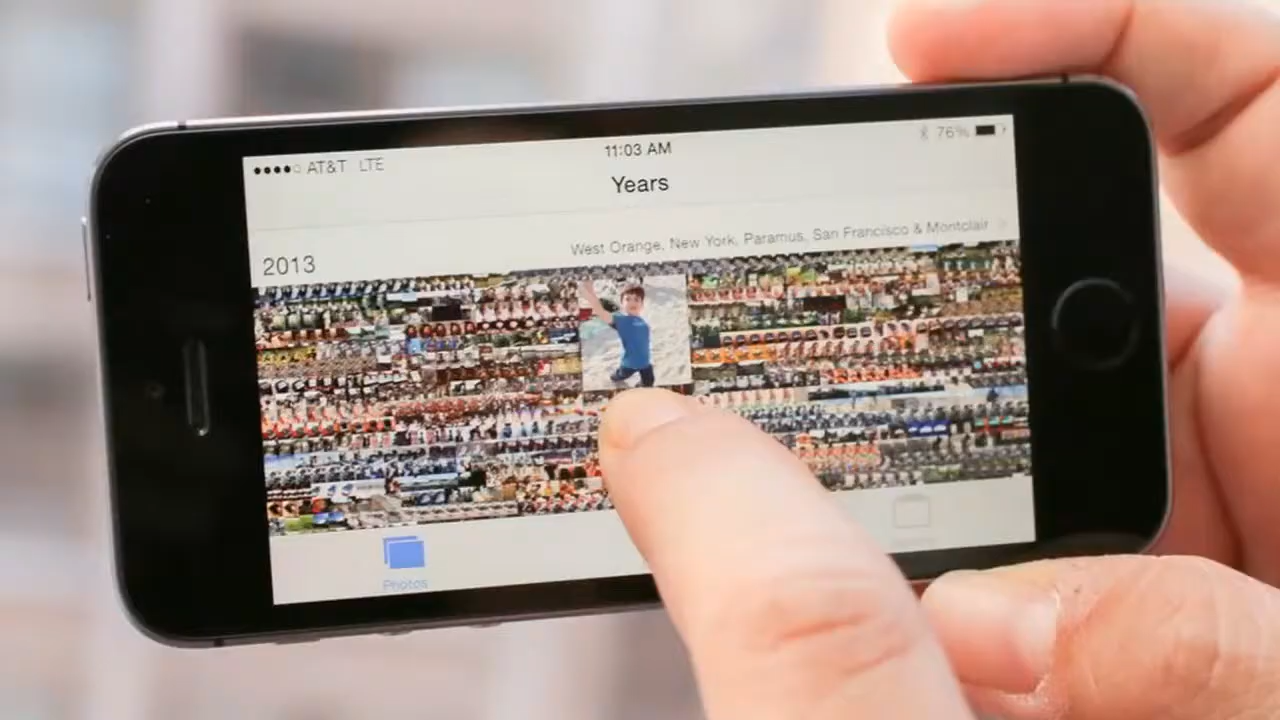 AT&T LTE
11:03 AM
76%
Years
2013
West Orange, New York, Paramus, San Francisco & Montclair
Photos